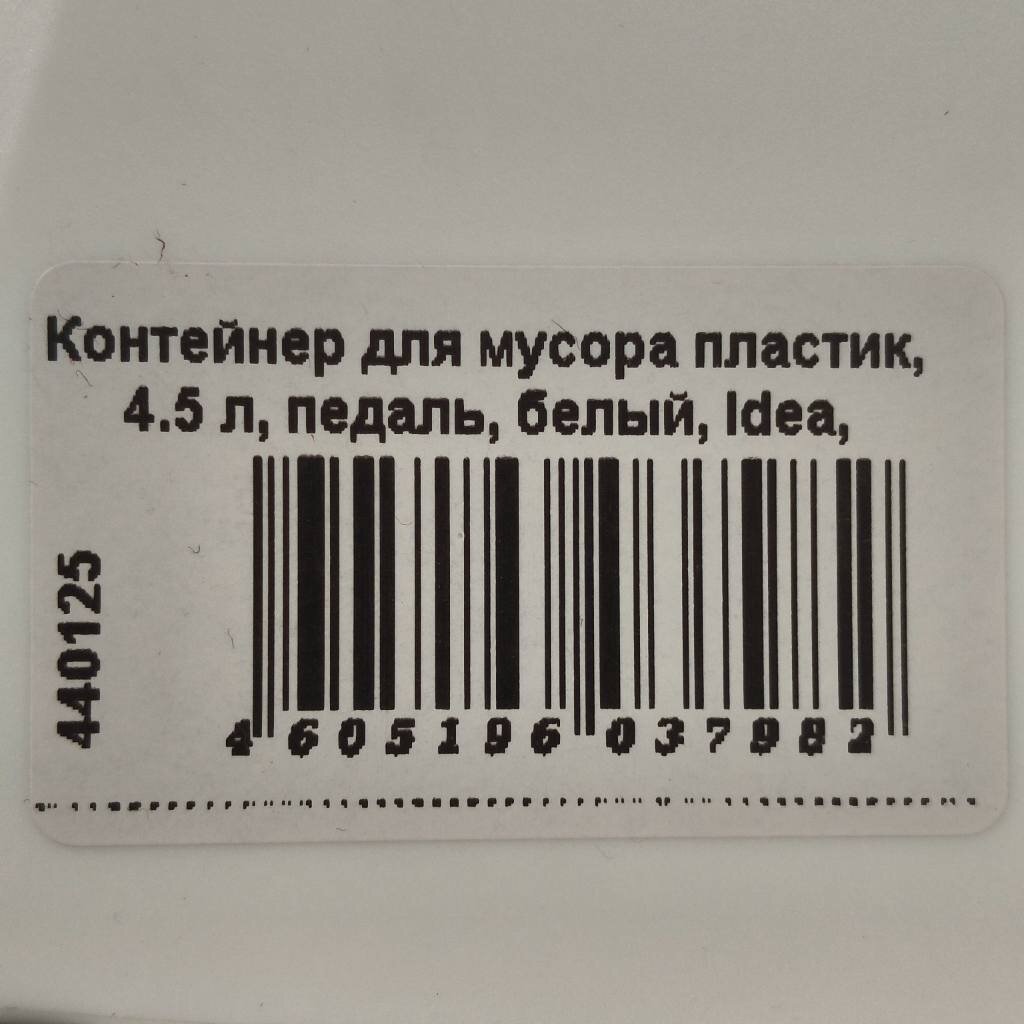 Контейнер для мусора пластик,
4.5 л, педаль, белый, Idea,
440125
4 605196 037982